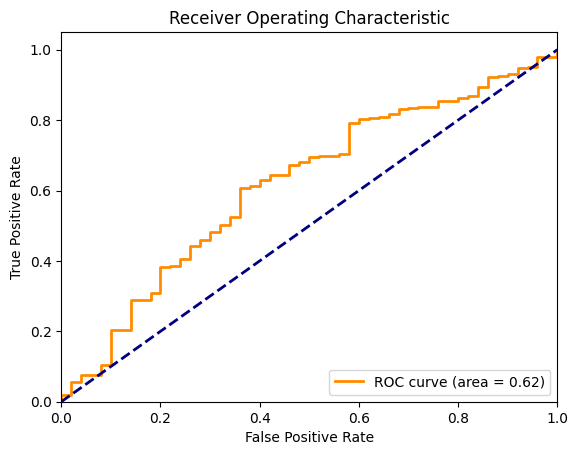 Receiver Operating Characteristic
1.0
0.8
0.6
0.4
0.2
0.0
True Positive Rate
ROC curve (area = 0.62)
0.0 0.2 0.4 0.6 0.8 1.0
False Positive Rate